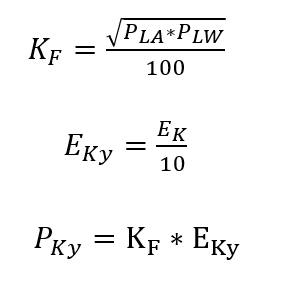 K_F = √(P_LA*P_LW)/100
E_Ky = E_K/10
P_Ky = K_F * E_Ky